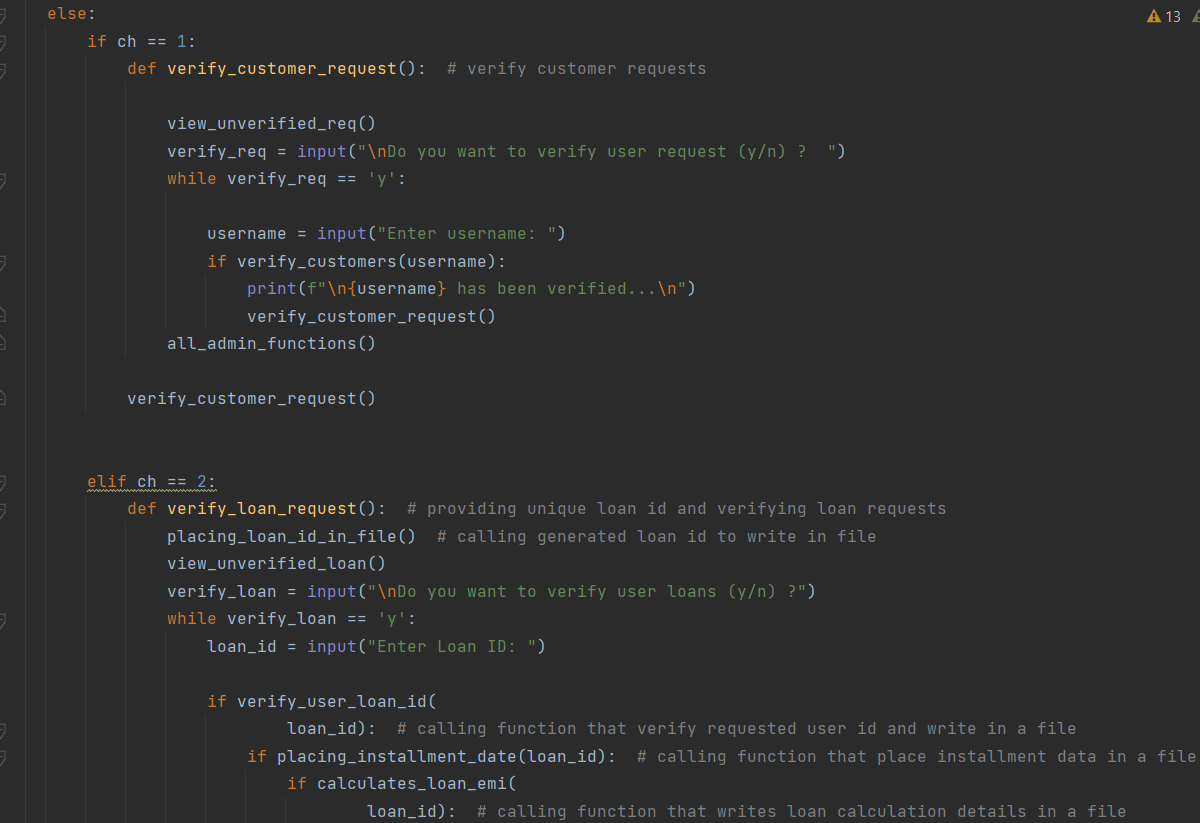 else:
13
if ch == 1:
def verify_customer_request():  # verify customer requests
view_unverified_req()
verify_req = input("\nDo you want to verify user request (y/n) ?  ")
while verify_req == 'y':
username = input("Enter username: ")
if verify_customers(username):
print(f"\n{username} has been verified...\n")
verify_customer_request()
all_admin_functions()
verify_customer_request()
elif ch == 2:
def verify_loan_request():  # providing unique loan id and verifying loan requests
placing_loan_id_in_file()  # calling generated loan id to write in file
view_unverified_loan()
verify_loan = input("\nDo you want to verify user loans (y/n) ?")
while verify_loan == 'y':
loan_id = input("Enter Loan ID: ")
if verify_user_loan_id(
loan_id):  # calling function that verify requested user id and write in a file
if placing_installment_date(loan_id):  # calling function that place installment data in a file
if calculates_loan_emi(
loan_id):  # calling function that writes loan calculation details in a file